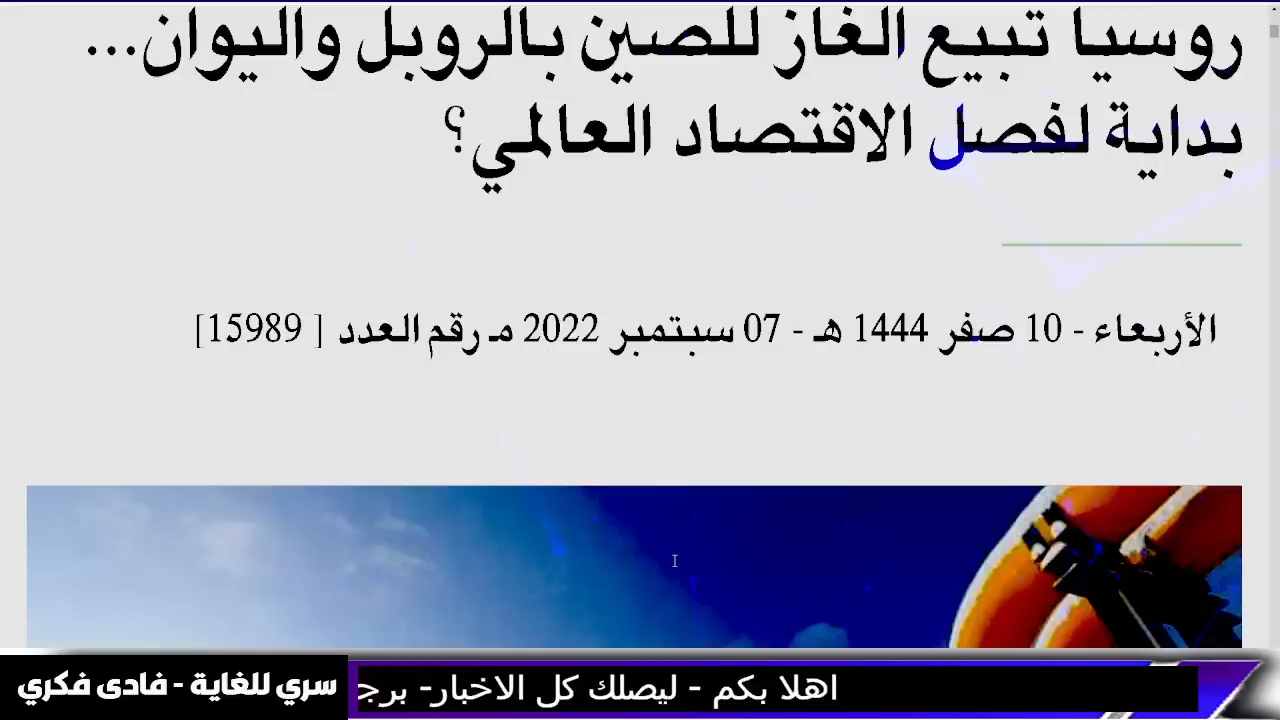 روسيا تبيع الغاز للصين بالروبل واليوان...
بداية لفصل الاقتصاد العالمي؟
الأربعاء - 10 صفر 1444 هـ - 07 سبتمبر 2022 مـ رقم العدد [ 15989]
اهلا بكم - ليصلك كل الاخبار-
سري للغاية - فادى فكري